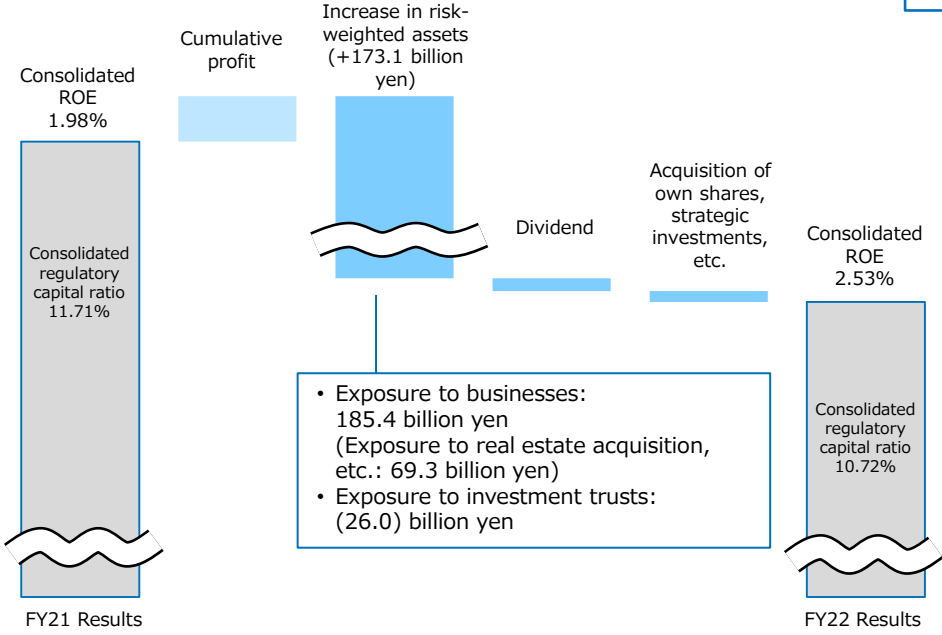 Consolidated
ROE
1.98%
Consolidated
regulatory
capital ratio
11.71%
FY21 Results
Cumulative
profit
Increase in risk-
weighted assets
(+173.1 billion
yen)
• Exposure to businesses:
185.4 billion yen
(Exposure to real estate acquisition,
etc.: 69.3 billion yen)
• Exposure to investment trusts:
(26.0) billion yen
Dividend
Acquisition of
own shares,
strategic
investments,
etc.
Consolidated
ROE
2.53%
Consolidated
regulatory
capital ratio
10.72%
FY22 Results